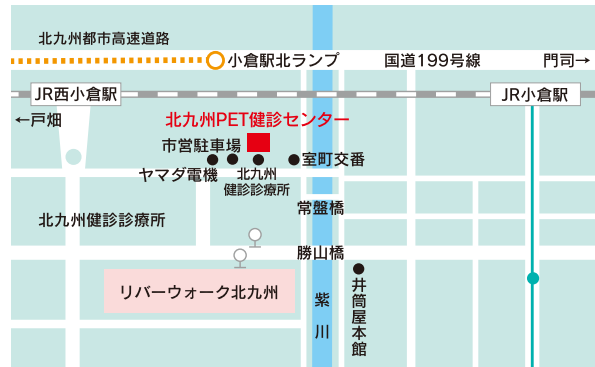 北九州都市高速道路
小倉駅北ランプ
国道199号線
門司→
JR西小倉駅
JR小倉駅
←戸畑
北九州PET健診センター
市営駐車場
室町交番
ヤマダ電機
北九州
健診診療所
常盤橋
北九州健診診療所
勝山橋
リバーウォーク北九州
紫川
井筒屋本館